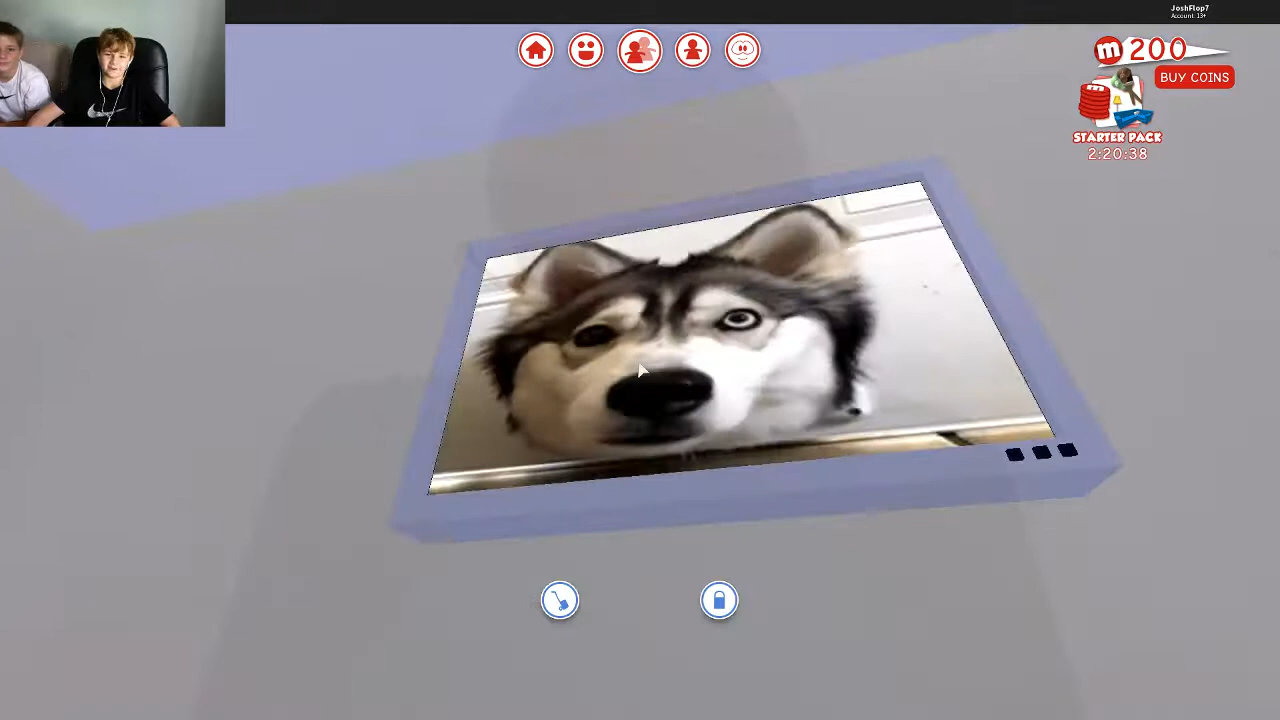 JoshFlop7
Account: 13+
m 200
BUY COINS
STARTER PACK
2:20:38